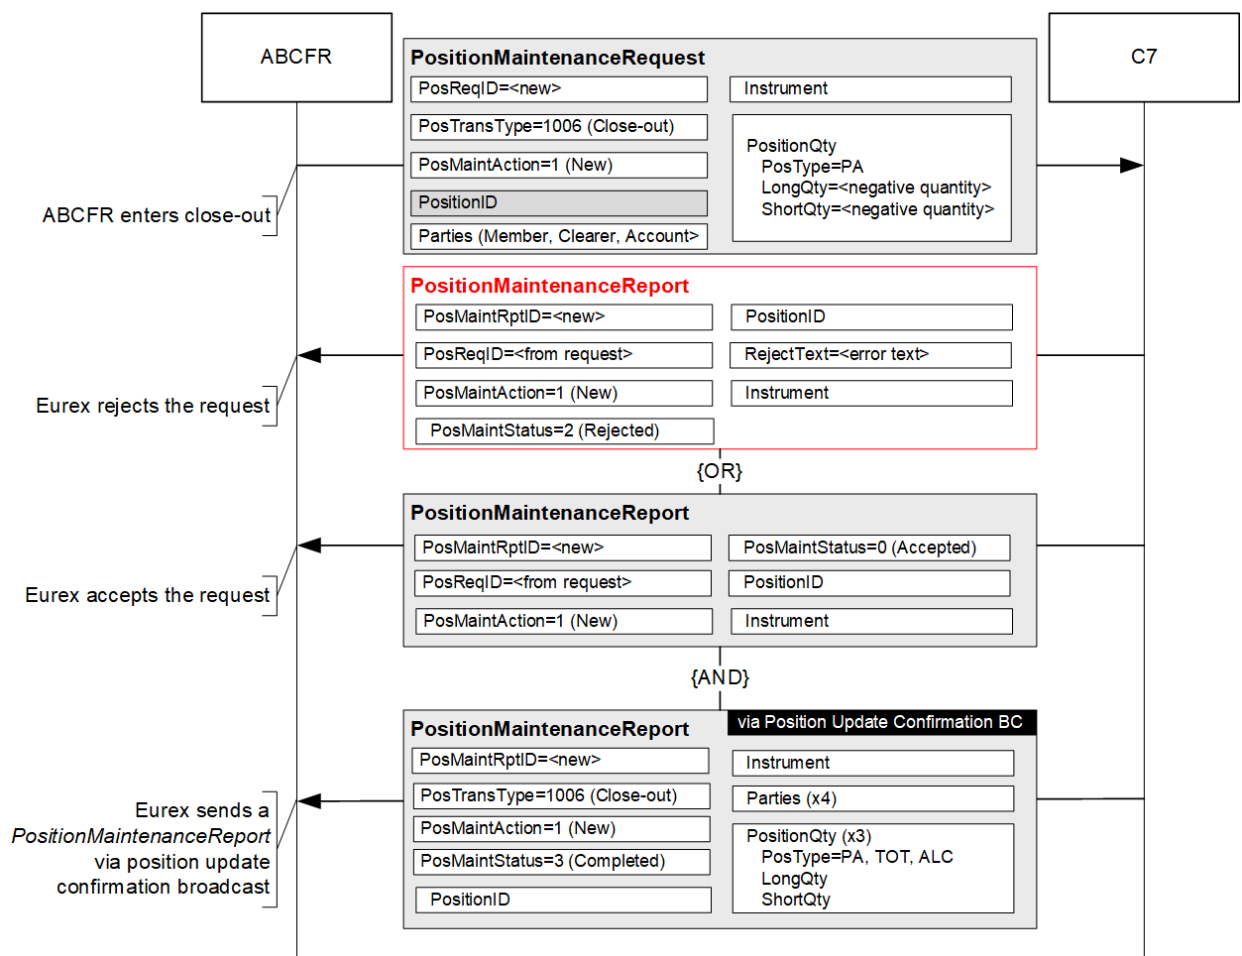 ABCFR
C7
PositionMaintenanceRequest
PosReqID=<new>
Instrument
PosTransType=1006 (Close-out)
PosMaintAction=1 (New)
PositionID
Parties (Member, Clearer, Account>
PositionQty
PosType=PA
LongQty=<negative quantity>
ShortQty=<negative quantity>
ABCFR enters close-out
PositionMaintenanceReport
PosMaintRptID=<new>
PositionID
PosReqID=<from request>
RejectText=<error text>
PosMaintAction=1 (New)
Instrument
PosMaintStatus=2 (Rejected)
Eurex rejects the request
{OR}
PositionMaintenanceReport
PosMaintRptID=<new>
PosMaintStatus=0 (Accepted)
PosReqID=<from request>
PositionID
PosMaintAction=1 (New)
Instrument
Eurex accepts the request
{AND}
PositionMaintenanceReport
via Position Update Confirmation BC
PosMaintRptID=<new>
Instrument
PosTransType=1006 (Close-out)
Parties (x4)
PosMaintAction=1 (New)
PosMaintStatus=3 (Completed)
PositionID
PositionQty (x3)
PosType=PA, TOT, ALC
LongQty
ShortQty
Eurex sends a
PositionMaintenanceReport
via position update
confirmation broadcast